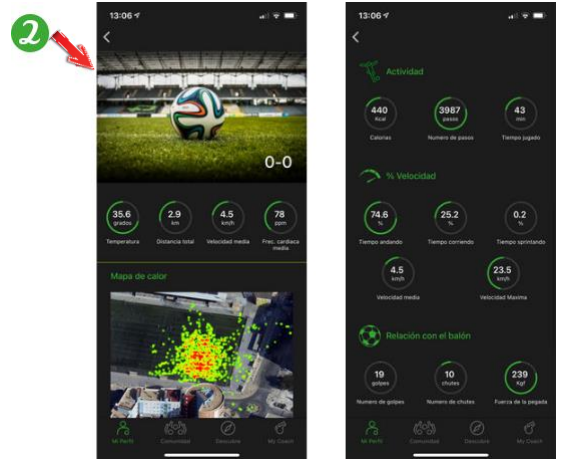 2
13:06
0-0
35.6
grados
Temperatura
2.9
km
Distancia total
4.5
km/h
Velocidad media
78
ppm
Frec. cardiaca
media
Mapa de calor
Mi Perfil
Comunidad
Descubre
My Coach
13:06
Actividad
440
Kcal
Calorias
3987
pasos
Numero de pasos
43
min
Tiempo jugado
% Velocidad
74.6
%
Tiempo andando
25.2
%
Tiempo corriendo
0.2
%
Tiempo sprintando
4.5
km/h
Velocidad media
23.5
km/h
Velocidad Maxima
Relación con el balón
19
golpes
Numero de golpes
10
chutes
Numero de chutes
239
Kgf
Fuerza de la pegada
Mi Perfil
Comunidad
Descubre
My Coach